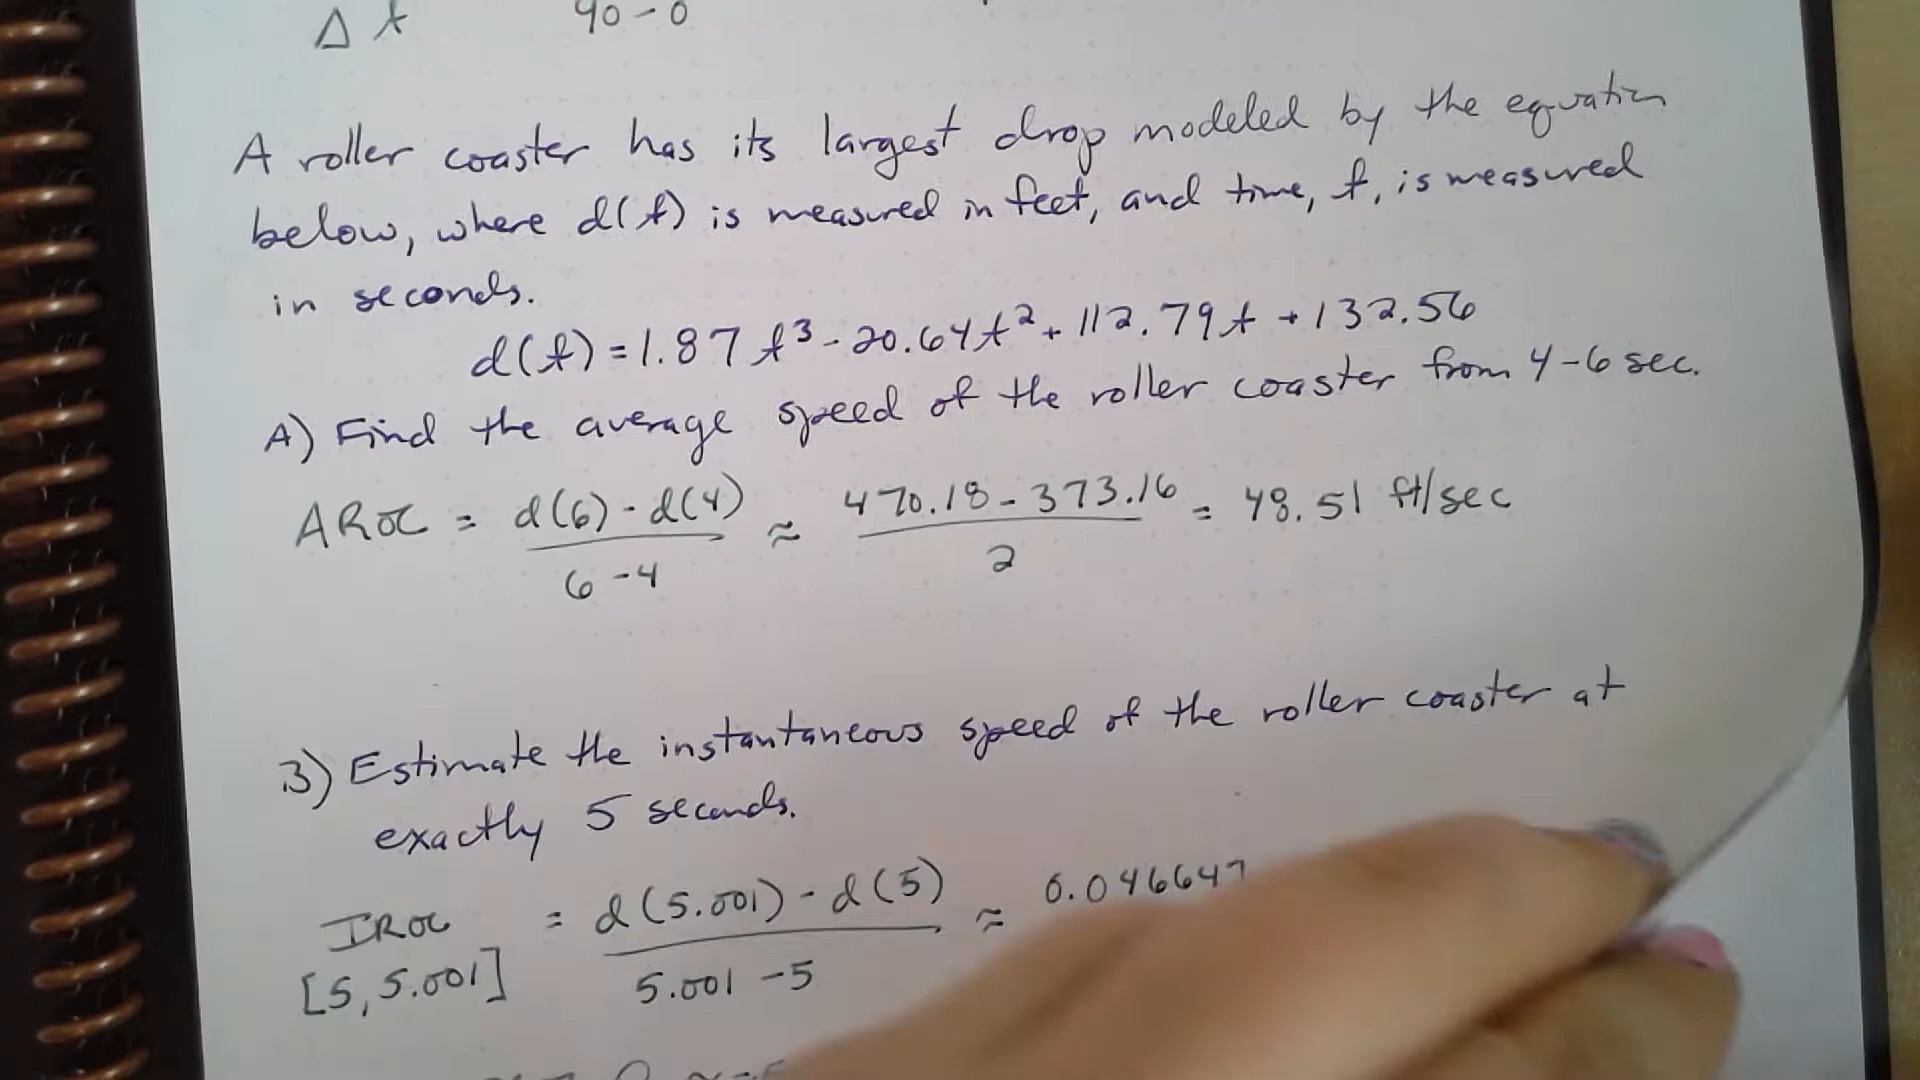 Δt 40-0
A roller coaster has its largest drop modeled by the equation
below, where d(t) is measured in feet, and time, t, is measured
in seconds.
d(t) = 1.87t³ - 20.64t² + 112.79t + 132.56
A) Find the average speed of the roller coaster from 4-6 sec.
AROC = d(6) - d(4) / 6 - 4 ≈ 470.18 - 373.16 / 2 = 48.51 ft/sec
B) Estimate the instantaneous speed of the roller coaster at
exactly 5 seconds.
IROC = d(5.001) - d(5) / 5.001 - 5 ≈ 0.046647
[5, 5.001]